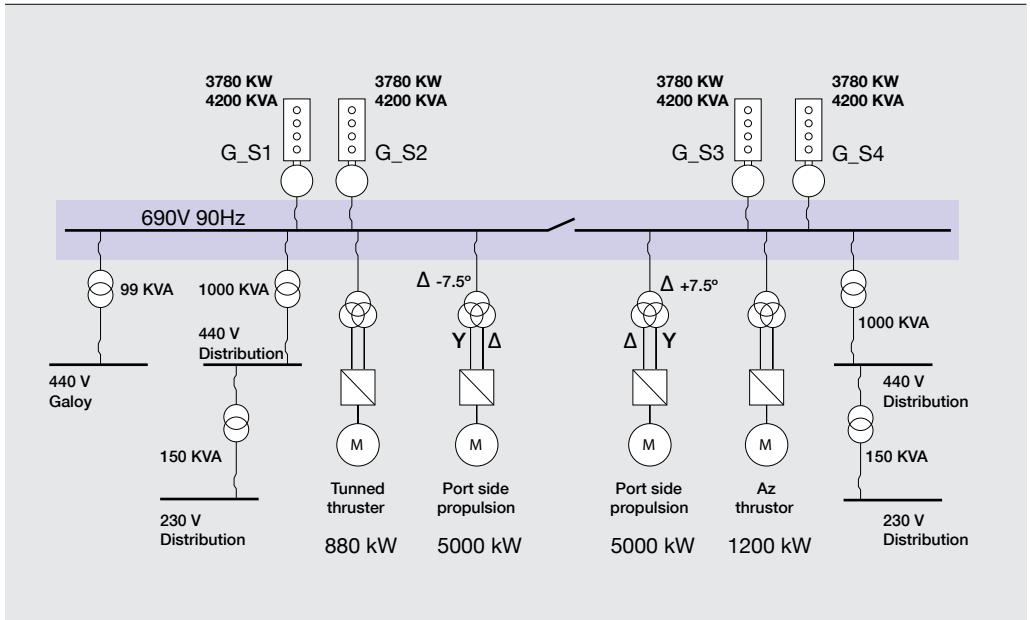 3780 KW
4200 KVA
3780 KW
4200 KVA
3780 KW
4200 KVA
3780 KW
4200 KVA
G_S1
G_S2
G_S3
G_S4
690V 90Hz
99 KVA
1000 KVA
Δ -7.5º
Δ +7.5º
1000 KVA
440 V
Distribution
Y Δ
Δ Y
440 V
Galoy
440 V
Distribution
150 KVA
M
M
M
M
150 KVA
230 V
Distribution
Tunned
thruster
880 kW
Port side
propulsion
5000 kW
Port side
propulsion
5000 kW
Az
thrustor
1200 kW
230 V
Distribution